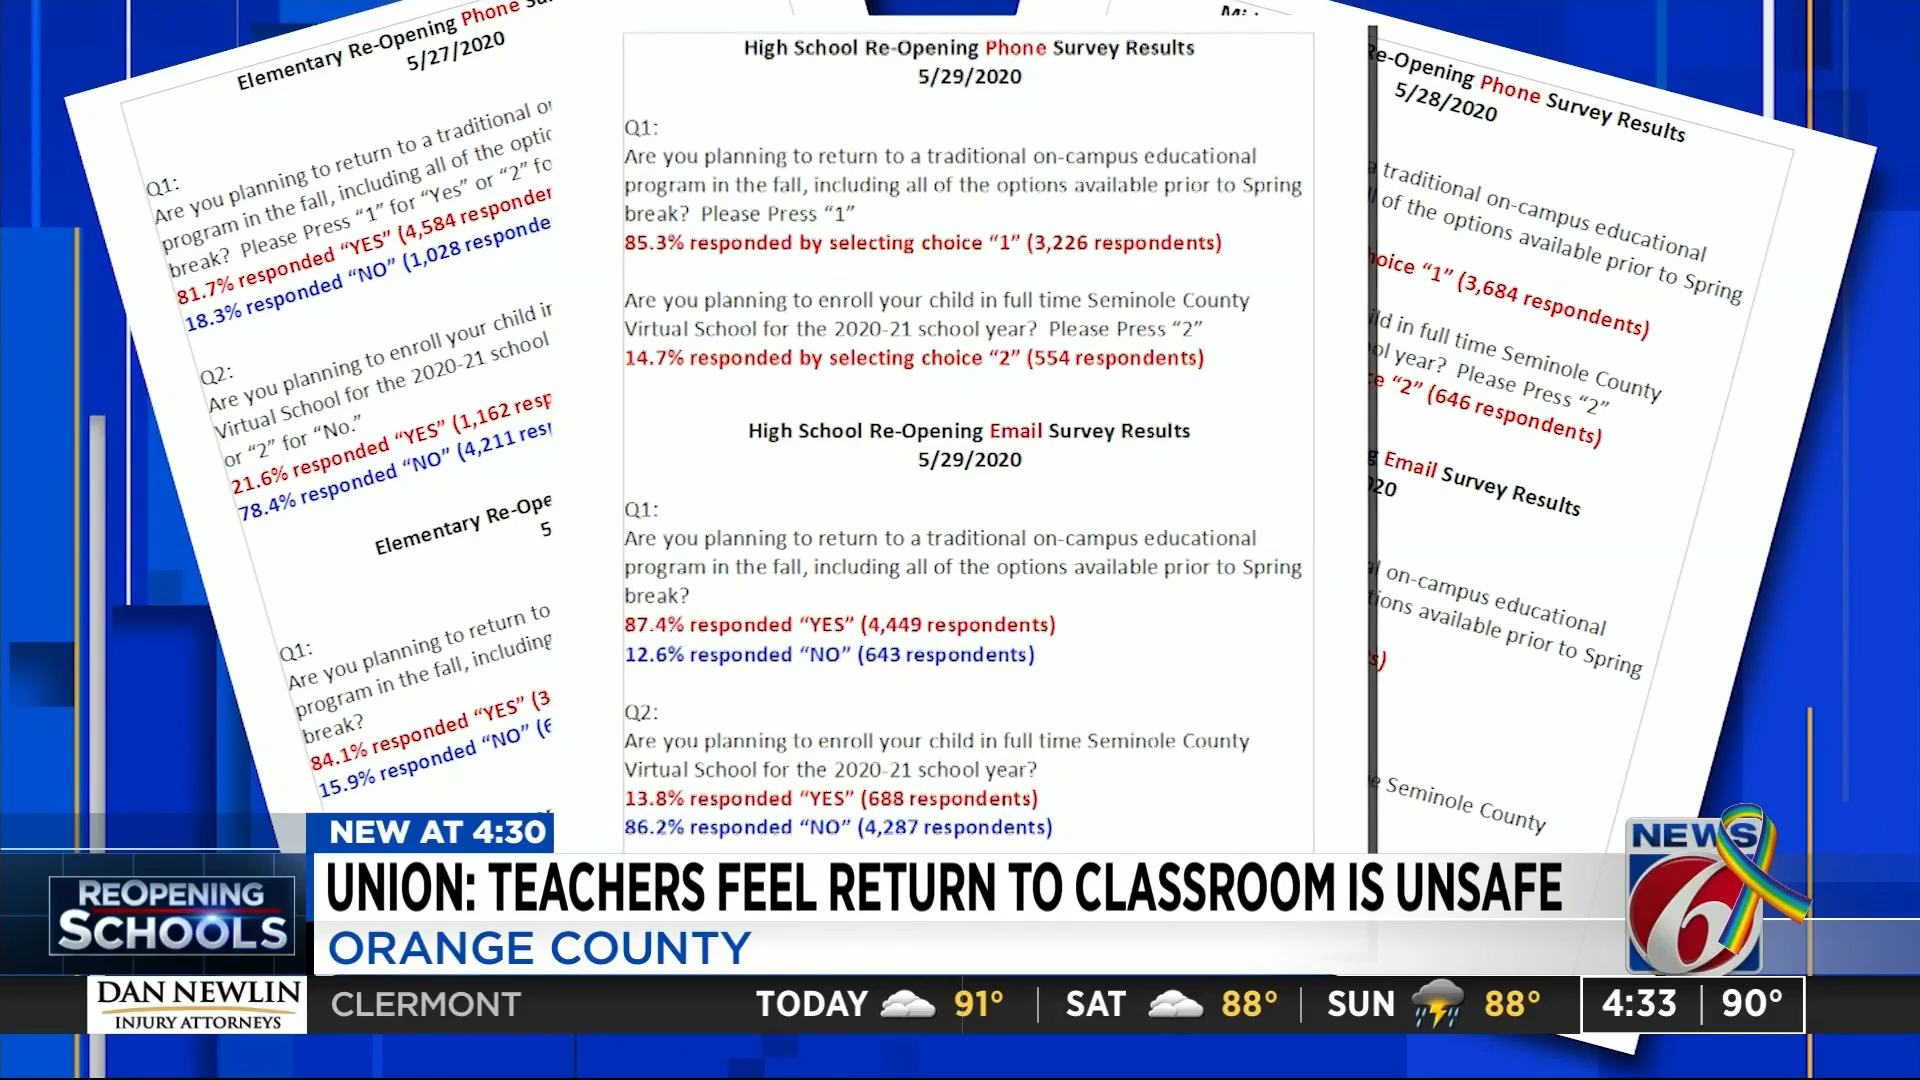 Elementary Re-Opening Phone
5/27/2020
Q1:
Are you planning to return to a traditional
program in the fall, including all of the
break? Please Press “1” for “Yes” or “2”
81.7% responded “YES” (4,584
18.3% responded “NO” (1,028
Q2:
Are you planning to enroll your child
Virtual School for the 2020-21 school
or “2” for “No.”
21.6% responded “YES” (1,162
78.4% responded “NO” (4,211
Elementary
5
Q1:
Are you planning to return to
program in the fall, including
break?
84.1% responded “YES” (3
15.9% responded “NO” (6
High School Re-Opening Phone Survey Results
5/29/2020
Q1:
Are you planning to return to a traditional on-campus educational
program in the fall, including all of the options available prior to Spring
break? Please Press “1”
85.3% responded by selecting choice “1” (3,226 respondents)
Are you planning to enroll your child in full time Seminole County
Virtual School for the 2020-21 school year? Please Press “2”
14.7% responded by selecting choice “2” (554 respondents)
High School Re-Opening Email Survey Results
5/29/2020
Q1:
Are you planning to return to a traditional on-campus educational
program in the fall, including all of the options available prior to Spring
break?
87.4% responded “YES” (4,449 respondents)
12.6% responded “NO” (643 respondents)
Q2:
Are you planning to enroll your child in full time Seminole County
Virtual School for the 2020-21 school year?
13.8% responded “YES” (688 respondents)
86.2% responded “NO” (4,287 respondents)
Re-Opening Phone Survey Results
5/28/2020
traditional on-campus educational
of the options available prior to Spring
“1” (3,684 respondents)
in full time Seminole County
year? Please Press “2”
“2” (646 respondents)
Email Survey Results
on-campus educational
available prior to Spring
Seminole County
NEW AT 4:30
REOPENING
SCHOOLS
UNION: TEACHERS FEEL RETURN TO CLASSROOM IS UNSAFE
ORANGE COUNTY
NEWS
6
DAN NEWLIN
INJURY ATTORNEYS
CLERMONT
TODAY 91° SAT 88° SUN 88°
4:33 90°